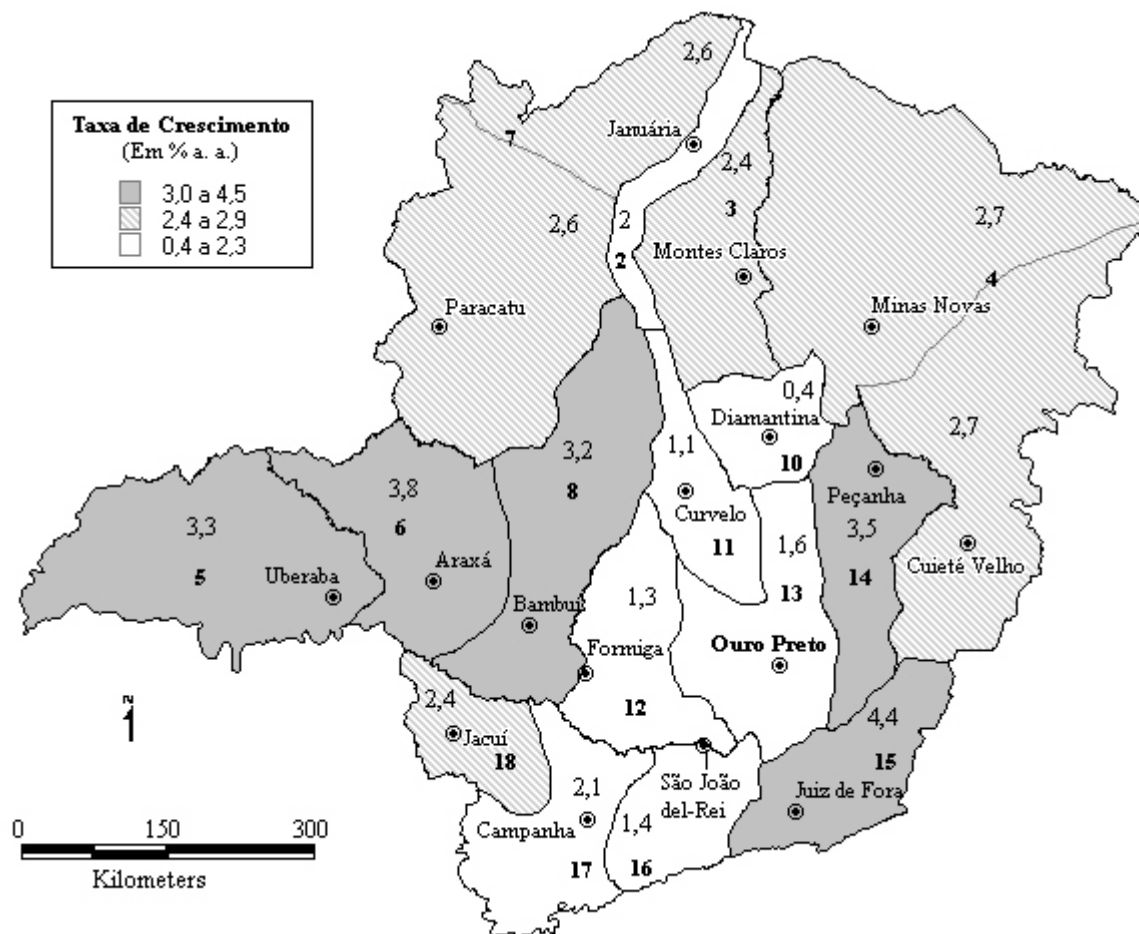 Taxa de Crescimento
(Em % a. a.)
3,0 a 4,5
2,4 a 2,9
0,4 a 2,3
2,6
7
Januária
2,4
3
2,6
2
2
Montes Claros
2,7
4
Paracatu
Minas Novas
0,4
Diamantina
10
2,7
3,2
8
1,1
Curvelo
11
Peçanha
3,5
14
3,8
6
Araxá
3,3
5
Uberaba
1,6
13
Cuieté Velho
Bambuí
1,3
Formiga
12
Ouro Preto
2,4
Jacuí
18
4,4
15
Juiz de Fora
São João
del-Rei
2,1
Campanha
17
1,4
16
N
0 150 300
Kilometers